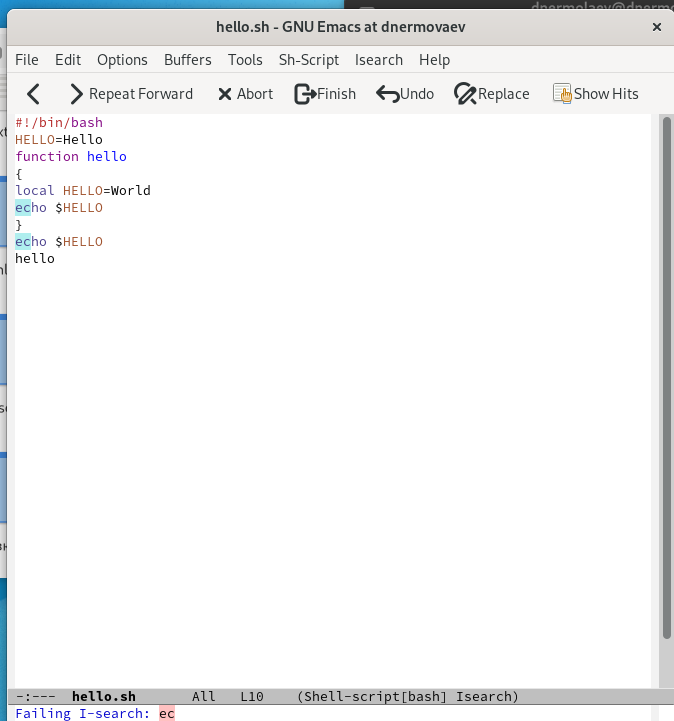 dnermolaev@dnermo
hello.sh - GNU Emacs at dnermovaev
File Edit Options Buffers Tools Sh-Script Isearch Help
Repeat Forward Abort Finish Undo Replace Show Hits
#!/bin/bash
HELLO=Hello
function hello
{
local HELLO=World
echo $HELLO
}
echo $HELLO
hello
-:--- hello.sh All L10 (Shell-script[bash] Isearch)
Failing I-search: ec